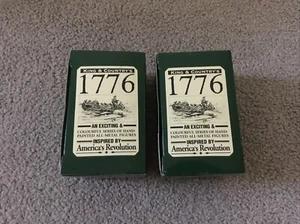 KING & COUNTRY'S
1776
AN EXCITING &
COLOURFUL SERIES OF HAND-
PAINTED ALL-METAL FIGURES
INSPIRED BY
America's Revolution
KING & COUNTRY'S
1776
AN EXCITING &
COLOURFUL SERIES OF HAND-
PAINTED ALL-METAL FIGURES
INSPIRED BY
America's Revolution